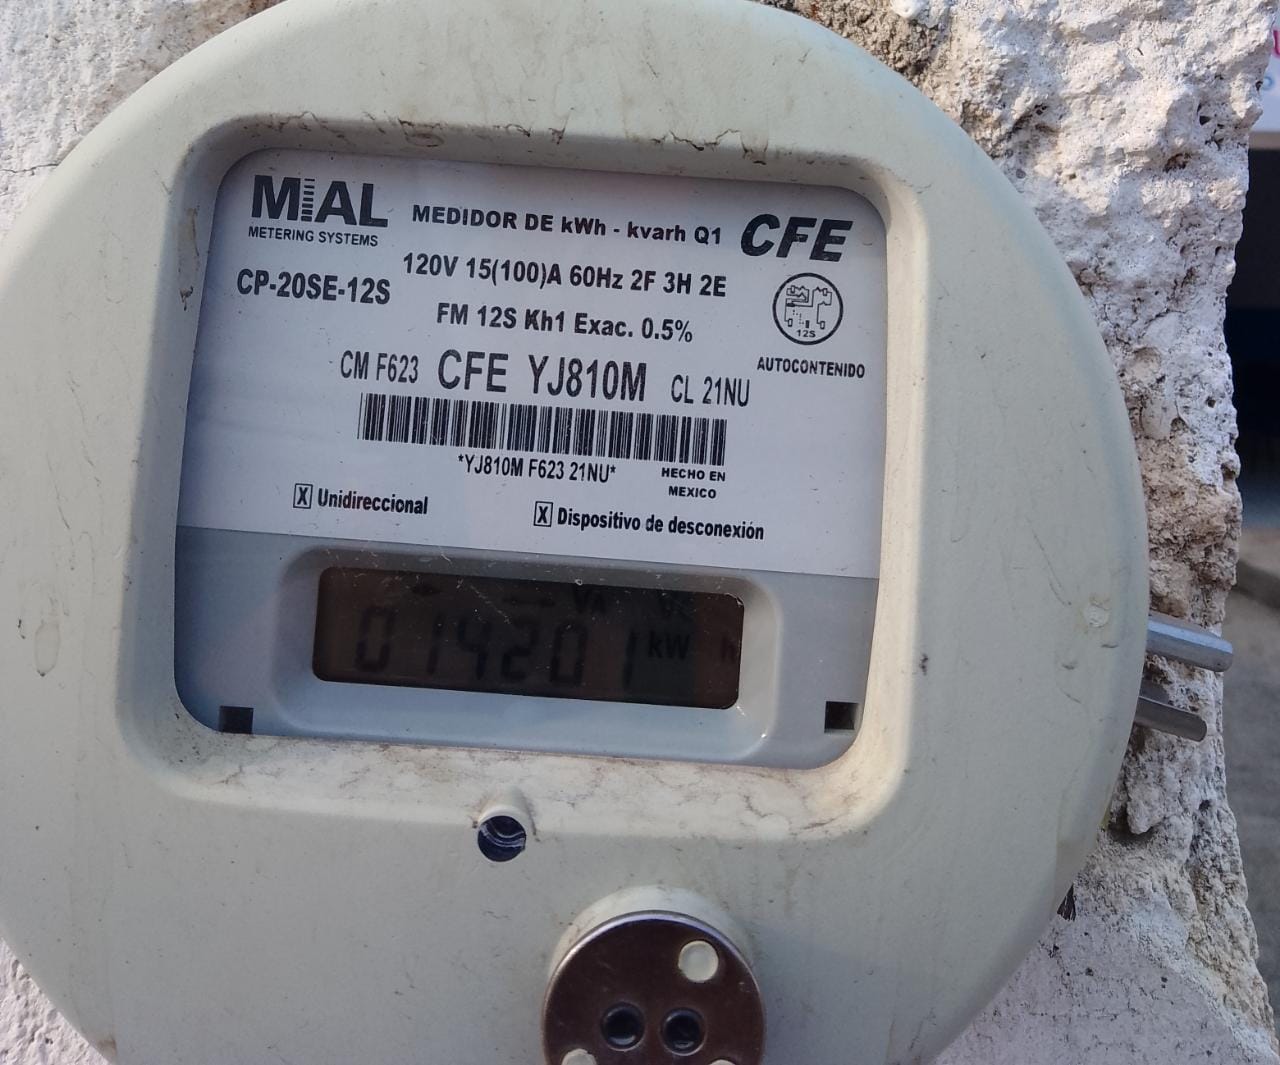 MIAL
METERING SYSTEMS
MEDIDOR DE kWh - kvarh Q1
CFE
CP-20SE-12S
120V 15(100)A 60Hz 2F 3H 2E
FM 12S Kh1 Exac. 0.5%
12S
AUTOCONTENIDO
CM F623 CFE YJ810M CL 21NU
*YJ810M F623 21NU*
HECHO EN
MEXICO
X Unidireccional
X Dispositivo de desconexión
014201 kW h